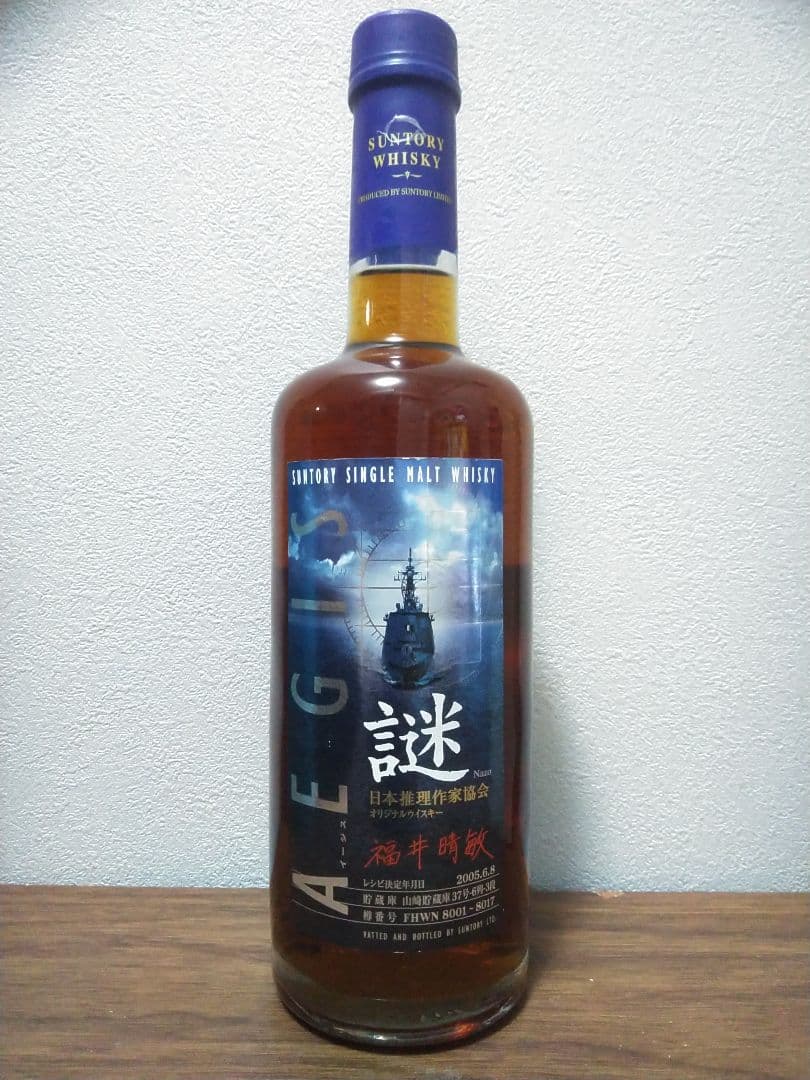 SUNTORY
WHISKY
PRODUCED BY SUNTORY LIMITED
SUNTORY SINGLE MALT WHISKY
AEGIS
イージス
謎
Nazo
日本推理作家協会
オリジナルウイスキー
福井晴敏
レシピ決定年月日 2005.6.8
貯蔵庫 山崎貯蔵庫37号-6列-3段
樽番号 FHWN 8001~8017
VATTED AND BOTTLED BY SUNTORY LTD.